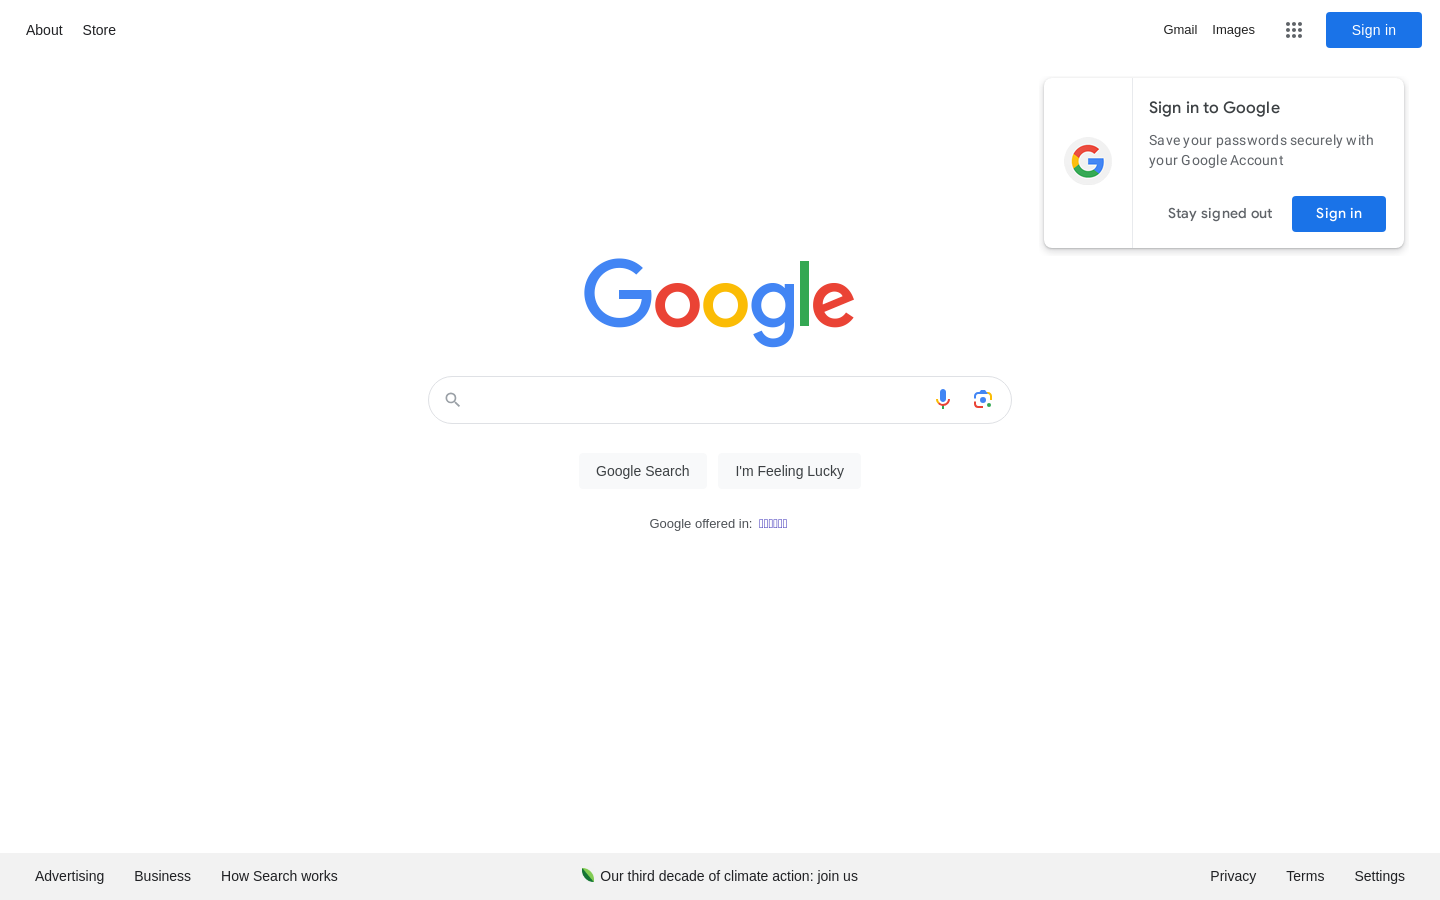 About Store
Gmail Images Sign in
Sign in to Google
Save your passwords securely with
your Google Account
Stay signed out Sign in
Google
Google Search I'm Feeling Lucky
Google offered in:
Advertising Business How Search works
Our third decade of climate action: join us
Privacy Terms Settings